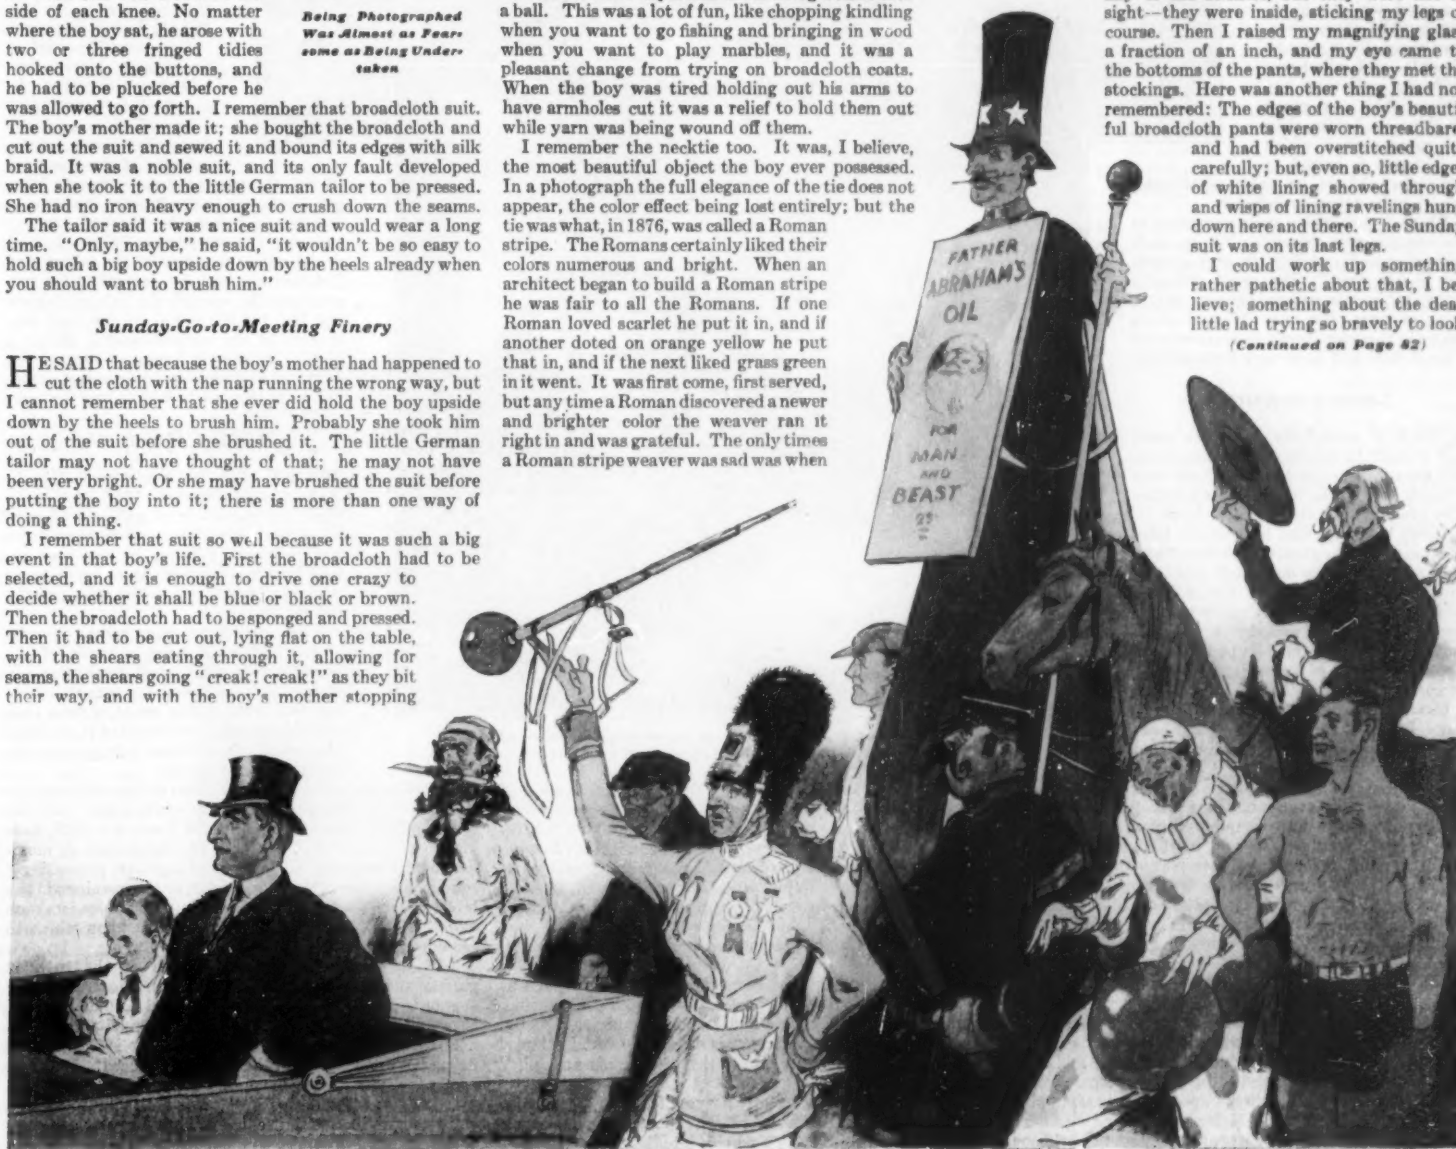 side of each knee. No matter
where the boy sat, he arose with
two or three fringed tidies
hooked onto the buttons, and
he had to be plucked before he
was allowed to go forth. I remember that broadcloth suit.
The boy's mother made it; she bought the broadcloth and
cut out the suit and sewed it and bound its edges with silk
braid. It was a noble suit, and its only fault developed
when she took it to the little German tailor to be pressed.
She had no iron heavy enough to crush down the seams.
The tailor said it was a nice suit and would wear a long
time. "Only, maybe," he said, "it wouldn't be so easy to
hold such a big boy upside down by the heels already when
you should want to brush him."
Sunday-Go-to-Meeting Finery
HE SAID that because the boy's mother had happened to
cut the cloth with the nap running the wrong way, but
I cannot remember that she ever did hold the boy upside
down by the heels to brush him. Probably she took him
out of the suit before she brushed it. The little German
tailor may not have thought of that; he may not have
been very bright. Or she may have brushed the suit before
putting the boy into it; there is more than one way of
doing a thing.
I remember that suit so well because it was such a big
event in that boy's life. First the broadcloth had to be
selected, and it is enough to drive one crazy to
decide whether it shall be blue or black or brown.
Then the broadcloth had to be sponged and pressed.
Then it had to be cut out, lying flat on the table,
with the shears eating through it, allowing for
seams, the shears going "creak! creak!" as they bit
their way, and with the boy's mother stopping
Being Photographed
Was Almost as Fear-
some as Being Under-
taken
a ball. This was a lot of fun, like chopping kindling
when you want to go fishing and bringing in wood
when you want to play marbles, and it was a
pleasant change from trying on broadcloth coats.
When the boy was tired holding out his arms to
have armholes cut it was a relief to hold them out
while yarn was being wound off them.
I remember the necktie too. It was, I believe,
the most beautiful object the boy ever possessed.
In a photograph the full elegance of the tie does not
appear, the color effect being lost entirely; but the
tie was what, in 1876, was called a Roman
stripe. The Romans certainly liked their
colors numerous and bright. When an
architect began to build a Roman stripe
he was fair to all the Romans. If one
Roman loved scarlet he put it in, and if
another doted on orange yellow he put
that in, and if the next liked grass green
in it went. It was first come, first served,
but any time a Roman discovered a newer
and brighter color the weaver ran it
right in and was grateful. The only times
a Roman stripe weaver was sad was when
sight--they were inside, sticking my legs
course. Then I raised my magnifying
a fraction of an inch, and my eye came
the bottoms of the pants, where they met
stockings. Here was another thing I had
remembered: The edges of the boy's
ful broadcloth pants were worn
and had been overstitched
carefully; but, even so, little
of white lining showed
and wisps of lining ravelings
down here and there. The
suit was on its last legs.
I could work up
rather pathetic about that, I
lieve; something about the
little lad trying so bravely to
(Continued on Page 82)
FATHER
ABRAHAM'S
OIL
FOR
MAN
AND
BEAST
25